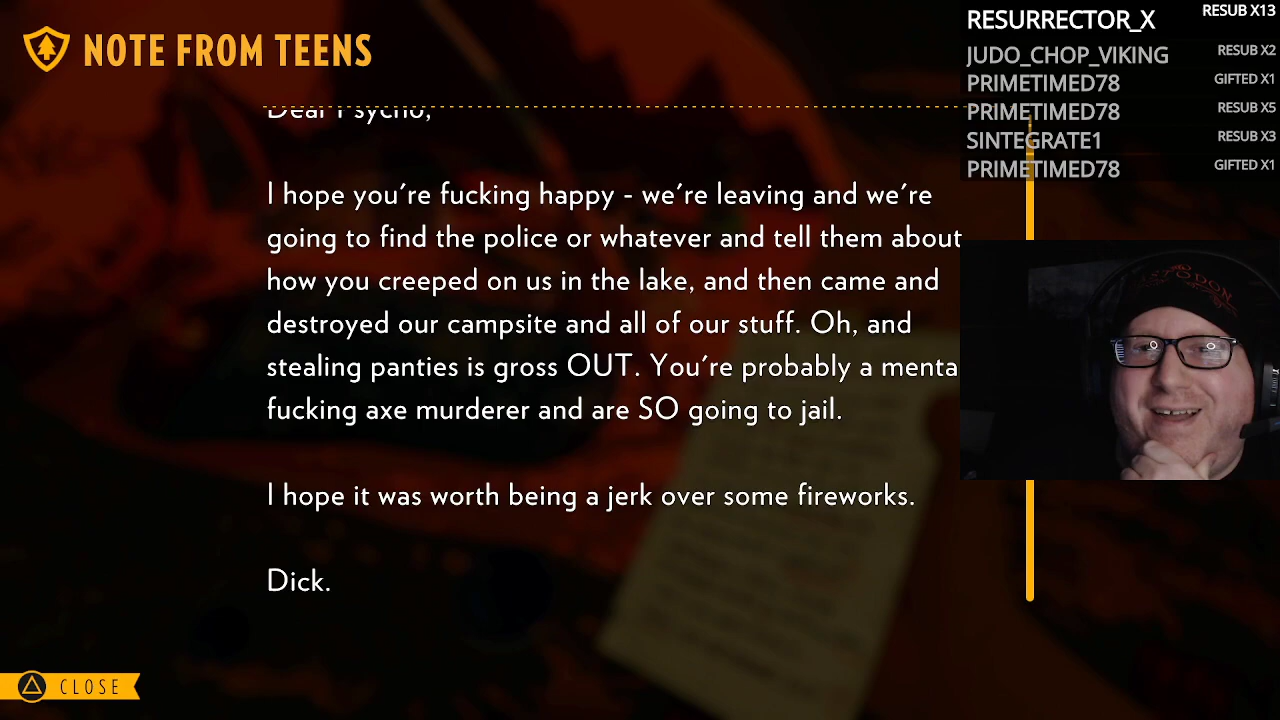 NOTE FROM TEENS
Dear Psycho,
I hope you're fucking happy - we're leaving and we're
going to find the police or whatever and tell them about
how you creeped on us in the lake, and then came and
destroyed our campsite and all of our stuff. Oh, and
stealing panties is gross OUT. You're probably a menta
fucking axe murderer and are SO going to jail.
I hope it was worth being a jerk over some fireworks.
Dick.
CLOSE
RESURRECTOR_X RESUB X13
JUDO_CHOP_VIKING RESUB X2
PRIMETIMED78 GIFTED X1
PRIMETIMED78 RESUB X5
SINTEGRATE1 RESUB X3
PRIMETIMED78 GIFTED X1